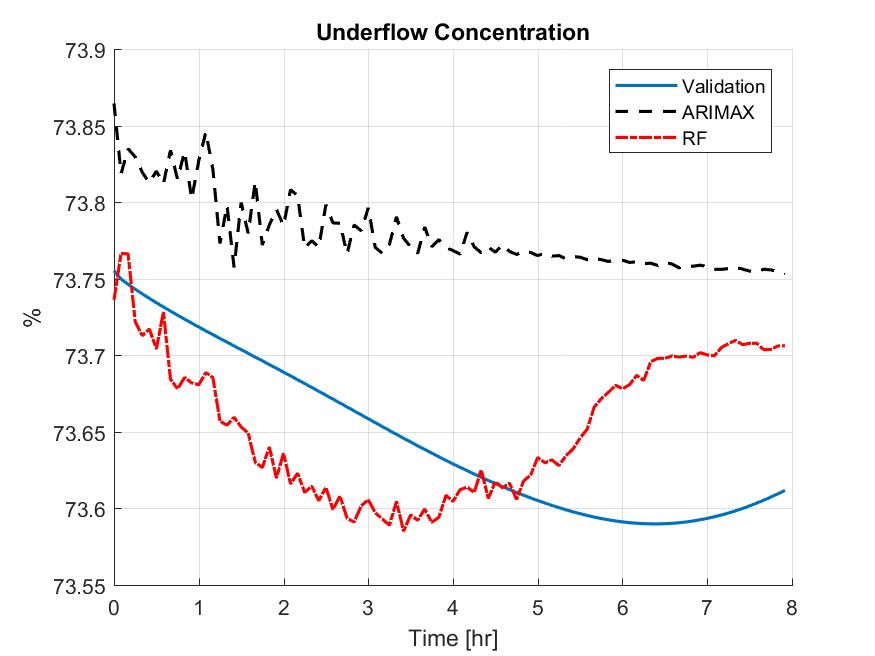 Underflow Concentration
73.9
73.85
73.8
73.75
73.7
73.65
73.6
73.55
%
Validation
ARIMAX
RF
0 1 2 3 4 5 6 7 8
Time [hr]